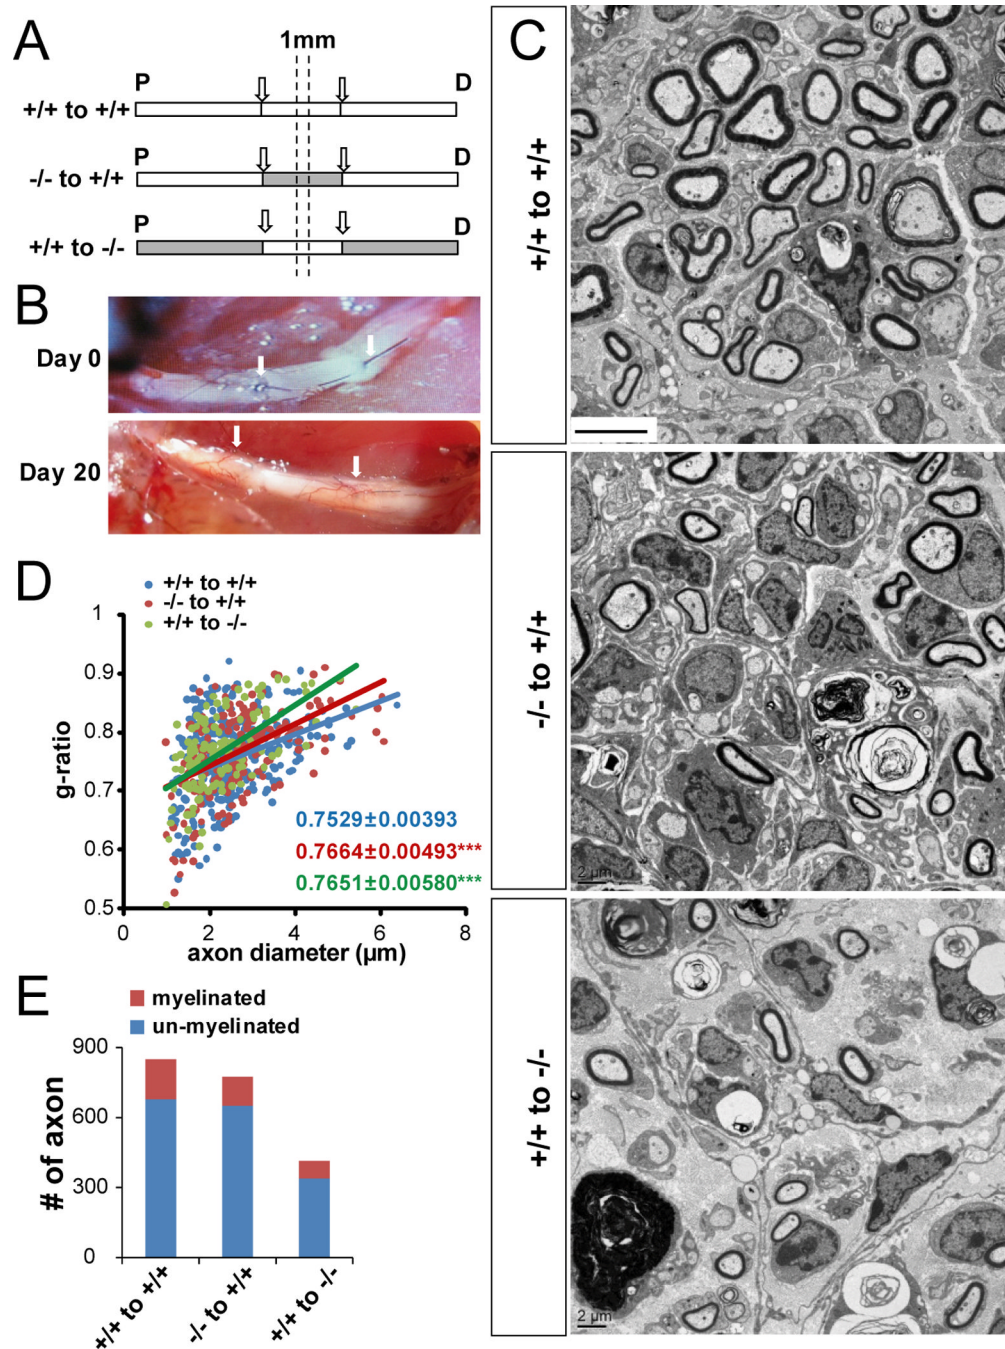 A
1mm
P
D
+/+ to +/+
P
D
-/- to +/+
P
D
+/+ to -/-
B
Day 0
Day 20
C
+/+ to +/+
-/- to +/+
2 µm
+/+ to -/-
2 µm
D
+/+ to +/+
-/- to +/+
+/+ to -/-
g-ratio
1
0.9
0.8
0.7
0.6
0.5
0.7529±0.00393
0.7664±0.00493***
0.7651±0.00580***
0
2
4
6
8
axon diameter (µm)
E
myelinated
un-myelinated
# of axon
900
600
300
0
+/+ to +/+
-/- to +/+
+/+ to -/-